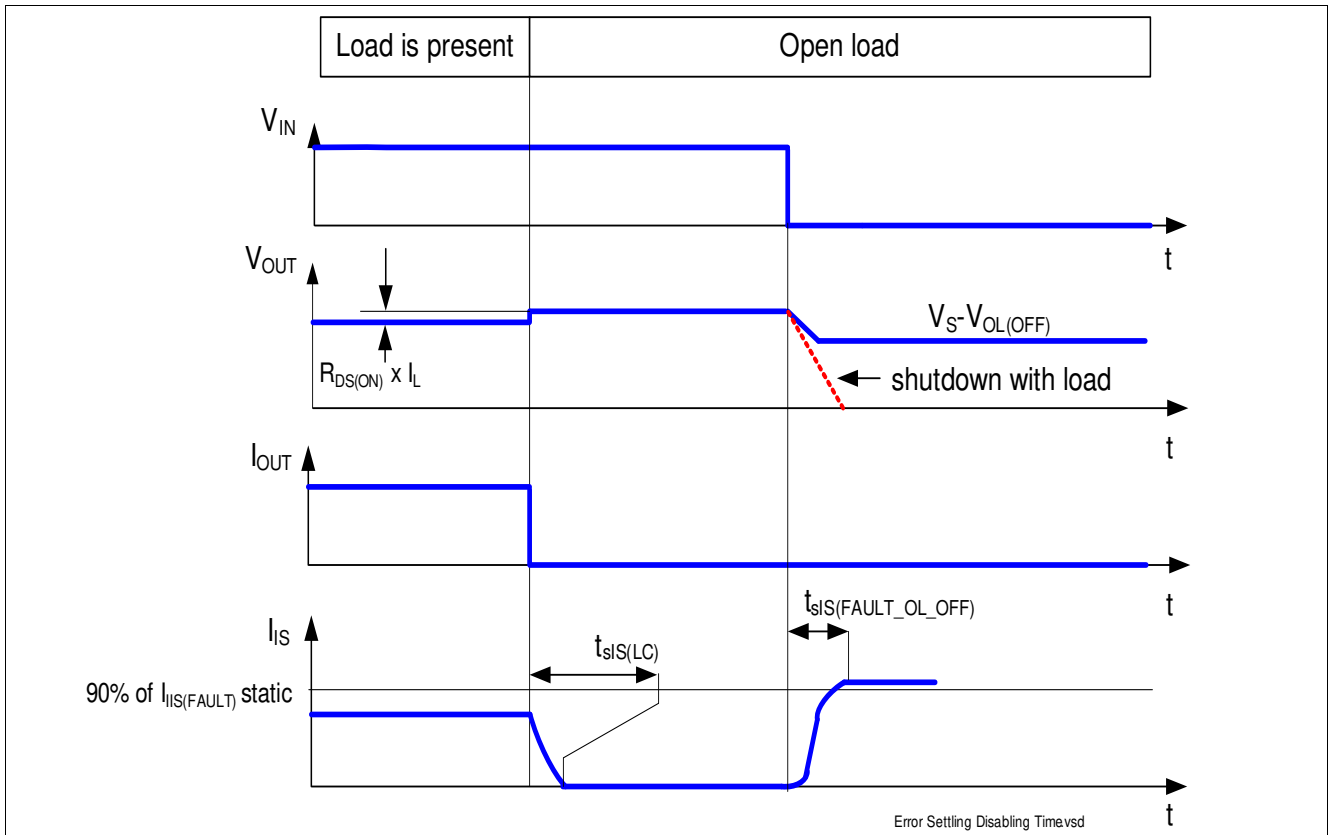 Load is present
Open load
VIN
t
VOUT
RDS(ON) x IL
VS-VOL(OFF)
shutdown with load
t
IOUT
t
IIS
tsIS(LC)
tsIS(FAULT_OL_OFF)
90% of IIIS(FAULT) static
t
Error Settling Disabling Time.vsd